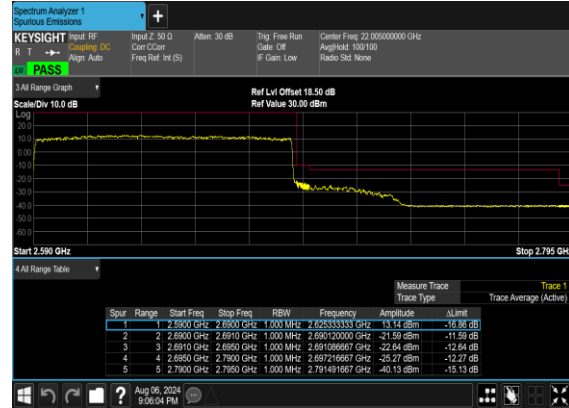 Spectrum Analyzer 1
Spurious Emissions
KEYSIGHT Input: RF Input Z: 50 Ω Atten: 30 dB Trig: Free Run Center Freq: 22.005000000 GHz
R T Coupling: DC Corr CCorr Gate: Off Avg|Hold: 100/100
Align: Auto Freq Ref: Int (S) IF Gain: Low Radio Std: None
PASS
3 All Range Graph
Ref Lvl Offset 18.50 dB
Scale/Div 10.0 dB Ref Value 30.00 dBm
Log
20.0
10.0
0.00
-10.0
-20.0
-30.0
-40.0
-50.0
-60.0
Start 2.590 GHz Stop 2.795 GH
4 All Range Table
Measure Trace Trace 1
Trace Type Trace Average (Active)
Spur Range Start Freq Stop Freq RBW Frequency Amplitude ΔLimit
1 1 2.5900 GHz 2.6900 GHz 1.000 MHz 2.625333333 GHz 13.14 dBm -16.86 dB
2 2 2.6900 GHz 2.6910 GHz 1.000 MHz 2.690120000 GHz -21.59 dBm -11.59 dB
3 3 2.6910 GHz 2.6950 GHz 1.000 MHz 2.691086667 GHz -22.64 dBm -12.64 dB
4 4 2.6950 GHz 2.7900 GHz 1.000 MHz 2.697216667 GHz -25.27 dBm -12.27 dB
5 5 2.7900 GHz 2.7950 GHz 1.000 MHz 2.791491667 GHz -40.13 dBm -15.13 dB
? Aug 06, 2024
9:06:04 PM